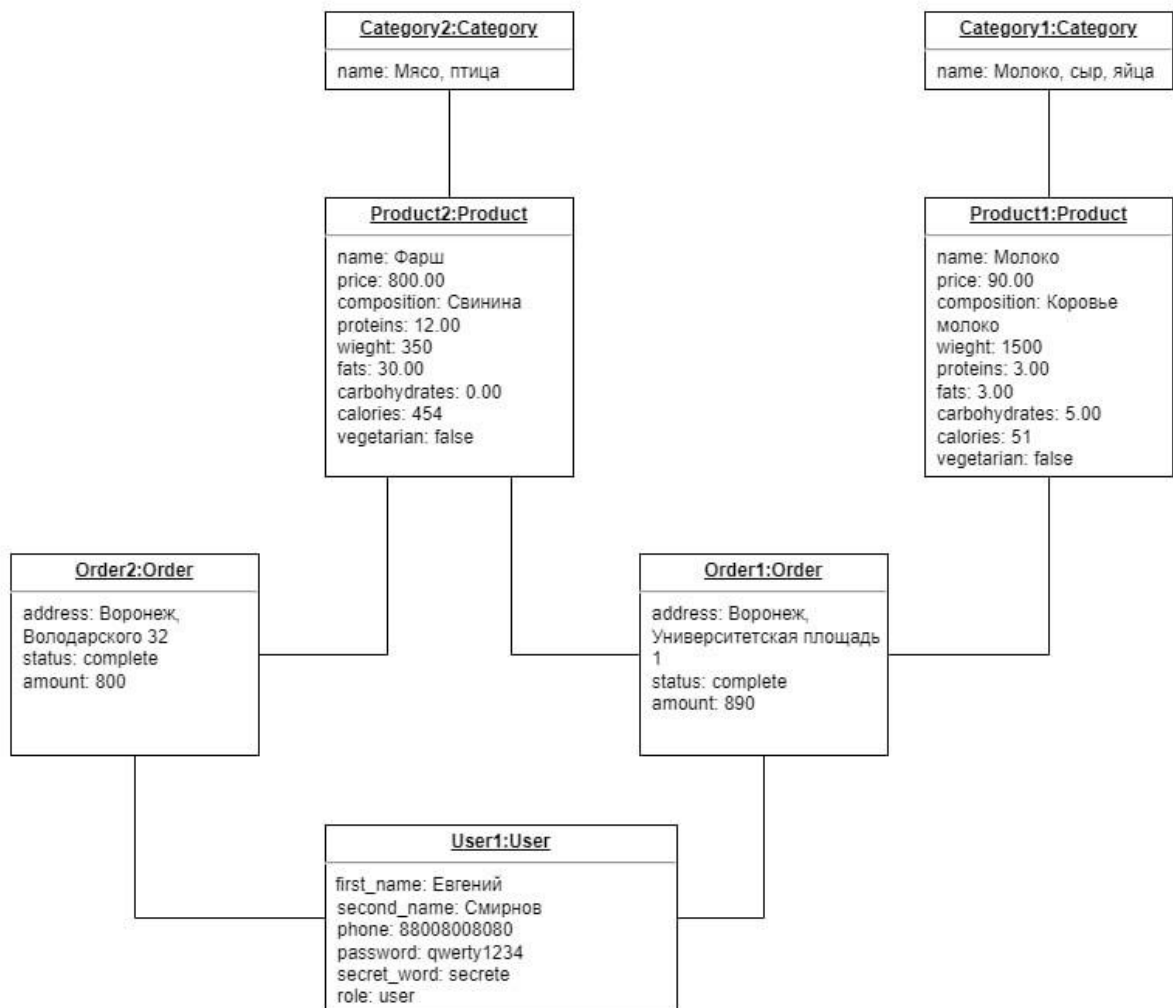 Category2:Category
name: Мясо, птица
Category1:Category
name: Молоко, сыр, яйца
Product2:Product
name: Фарш
price: 800.00
composition: Свинина
proteins: 12.00
wieght: 350
fats: 30.00
carbohydrates: 0.00
calories: 454
vegetarian: false
Product1:Product
name: Молоко
price: 90.00
composition: Коровье
молоко
wieght: 1500
proteins: 3.00
fats: 3.00
carbohydrates: 5.00
calories: 51
vegetarian: false
Order2:Order
address: Воронеж,
Володарского 32
status: complete
amount: 800
Order1:Order
address: Воронеж,
Университетская площадь
1
status: complete
amount: 890
User1:User
first_name: Евгений
second_name: Смирнов
phone: 88008008080
password: qwerty1234
secret_word: secrete
role: user